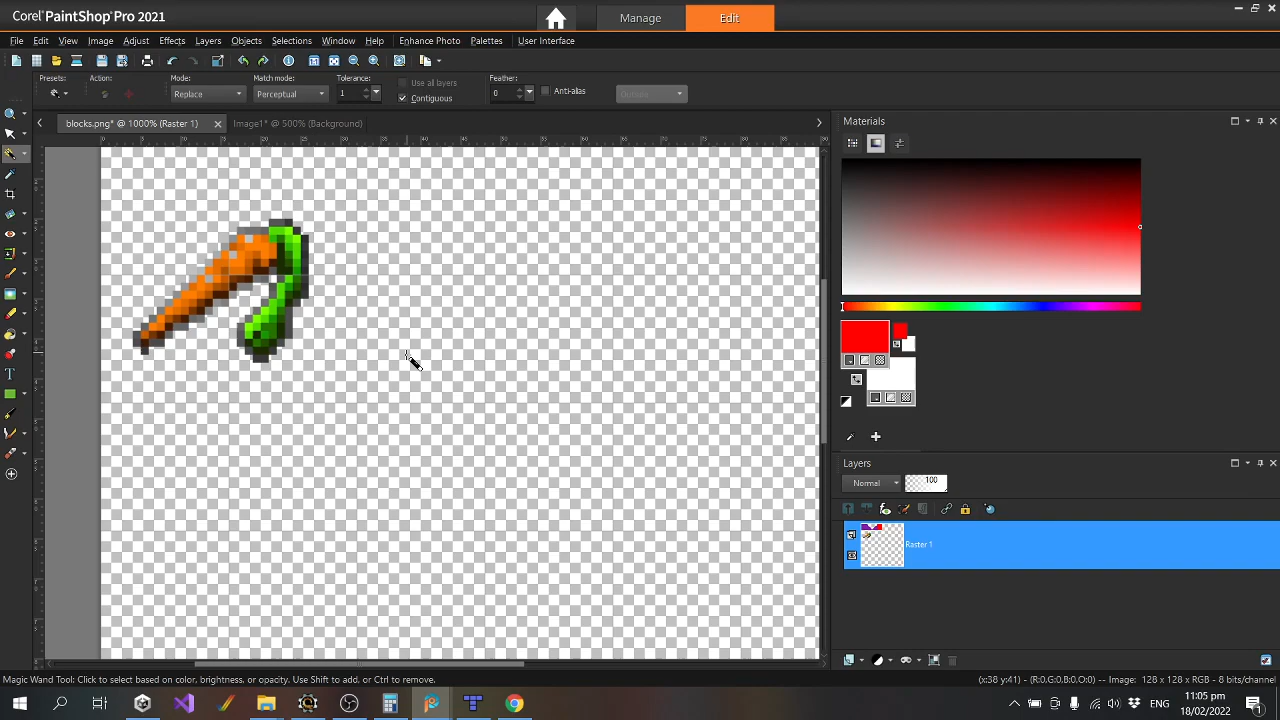 Corel PaintShop Pro 2021
Manage
Edit
File Edit View Image Adjust Effects Layers Objects Selections Window Help Enhance Photo Palettes User Interface
Presets: Action: Mode: Match mode: Tolerance: Use all layers Feather:
Replace Perceptual 1 Contiguous 0 Anti-alias Outside
blocks.png* @ 1000% (Raster 1) Image1* @ 500% (Background)
Materials
Layers
Normal 100
Raster 1
Magic Wand Tool: Click to select based on color, brightness, or opacity. Use Shift to add, or Ctrl to remove.
(x:38 y:41) -- (R:0,G:0,B:0,O:0) -- Image: 128 x 128 x RGB - 8 bits/channel
ENG
11:05 pm
18/02/2022